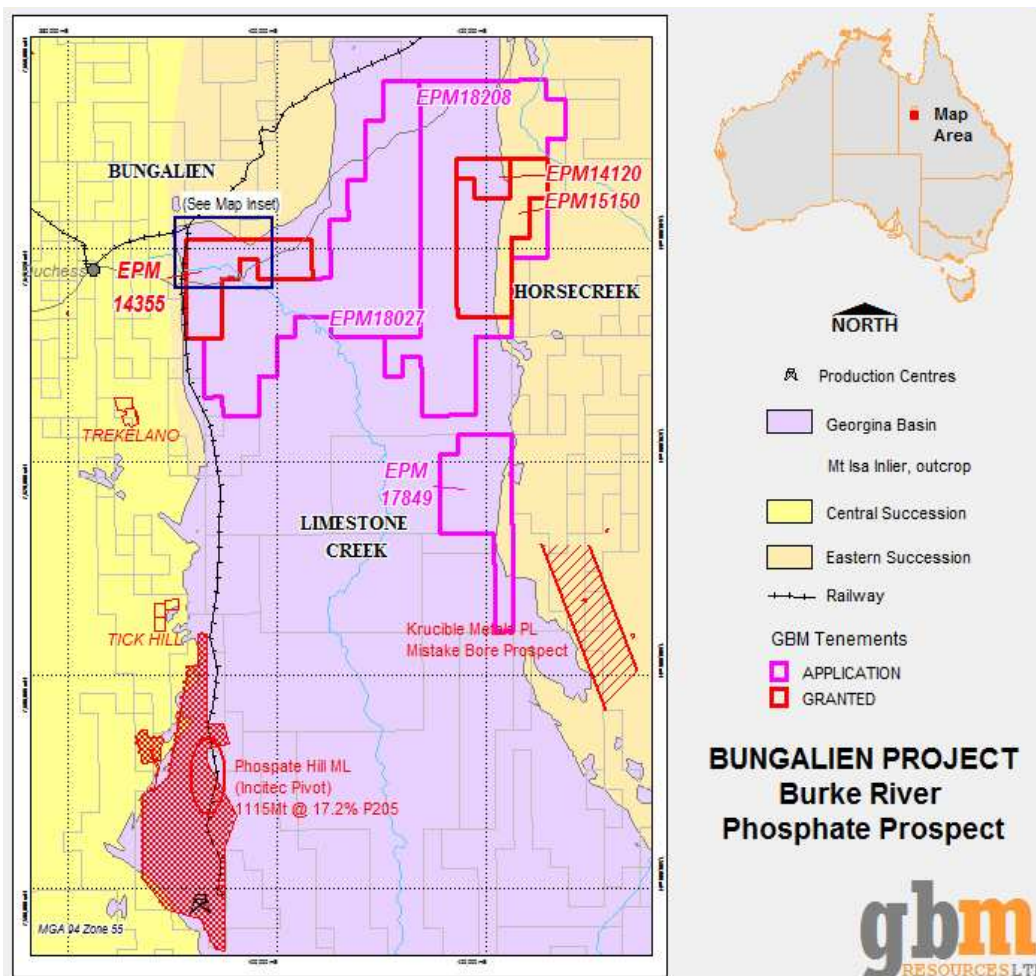 EPM18208
BUNGALIEN
(See Map Inset)
EPM14120
EPM15150
Duchess
EPM
14355
HORSECREEK
EPM18027
TREKELANO
EPM
17849
LIMESTONE
CREEK
TICK HILL
Krucible Metals PL
Mistake Bore Prospect
Phospate Hill ML
(Incitec Pivot)
1115Mt @ 17.2% P205
MGA 94 Zone 55
Map
Area
NORTH
Production Centres
Georgina Basin
Mt Isa Inlier, outcrop
Central Succession
Eastern Succession
Railway
GBM Tenements
APPLICATION
GRANTED
BUNGALIEN PROJECT
Burke River
Phosphate Prospect
gbm
RESOURCES LT